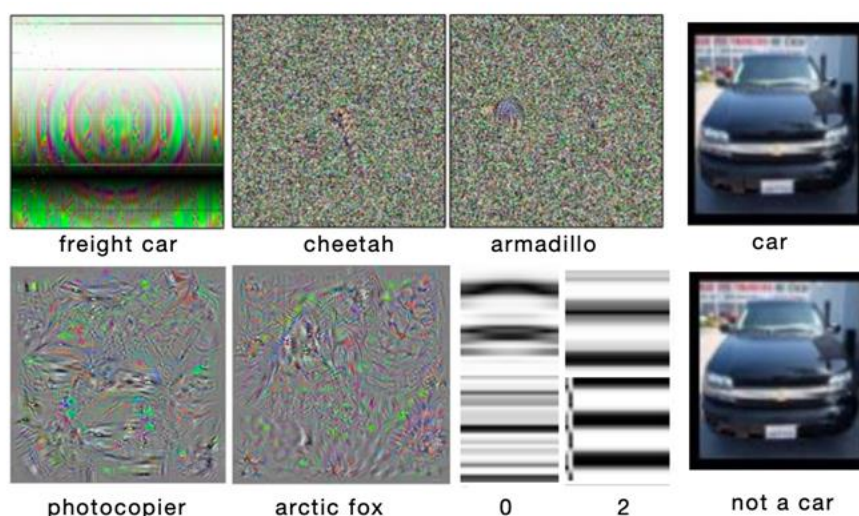 freight car
cheetah
armadillo
car
photocopier
arctic fox
0
2
not a car